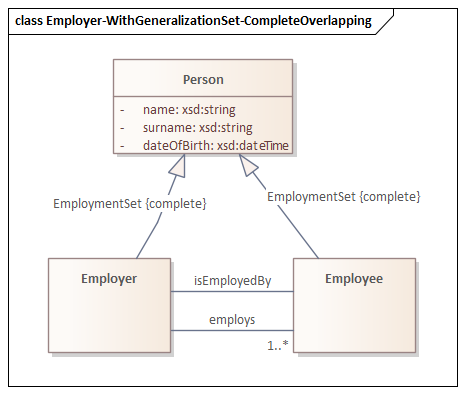 class Employer-WithGeneralizationSet-CompleteOverlapping
Person
- name: xsd:string
- surname: xsd:string
- dateOfBirth: xsd:dateTime
EmploymentSet {complete}
EmploymentSet {complete}
Employer
Employee
isEmployedBy
employs
1..*